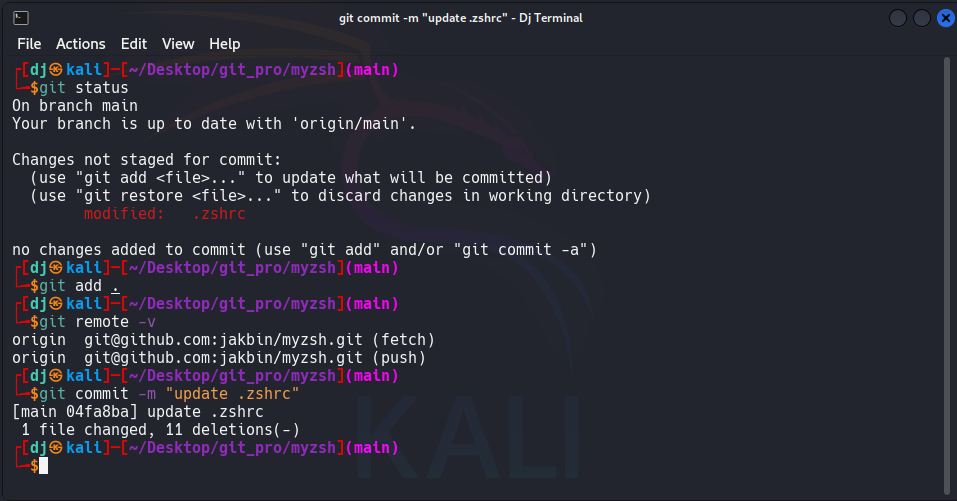 git commit -m "update .zshrc" - Dj Terminal
File Actions Edit View Help
┌[dj㉿kali]-[~/Desktop/git_pro/myzsh](main)
└╼$git status
On branch main
Your branch is up to date with 'origin/main'.
Changes not staged for commit:
  (use "git add <file>..." to update what will be committed)
  (use "git restore <file>..." to discard changes in working directory)
        modified:   .zshrc
no changes added to commit (use "git add" and/or "git commit -a")
┌[dj㉿kali]-[~/Desktop/git_pro/myzsh](main)
└╼$git add .
┌[dj㉿kali]-[~/Desktop/git_pro/myzsh](main)
└╼$git remote -v
origin  git@github.com:jakbin/myzsh.git (fetch)
origin  git@github.com:jakbin/myzsh.git (push)
┌[dj㉿kali]-[~/Desktop/git_pro/myzsh](main)
└╼$git commit -m "update .zshrc"
[main 04fa8ba] update .zshrc
 1 file changed, 11 deletions(-)
┌[dj㉿kali]-[~/Desktop/git_pro/myzsh](main)
└╼$
KALI